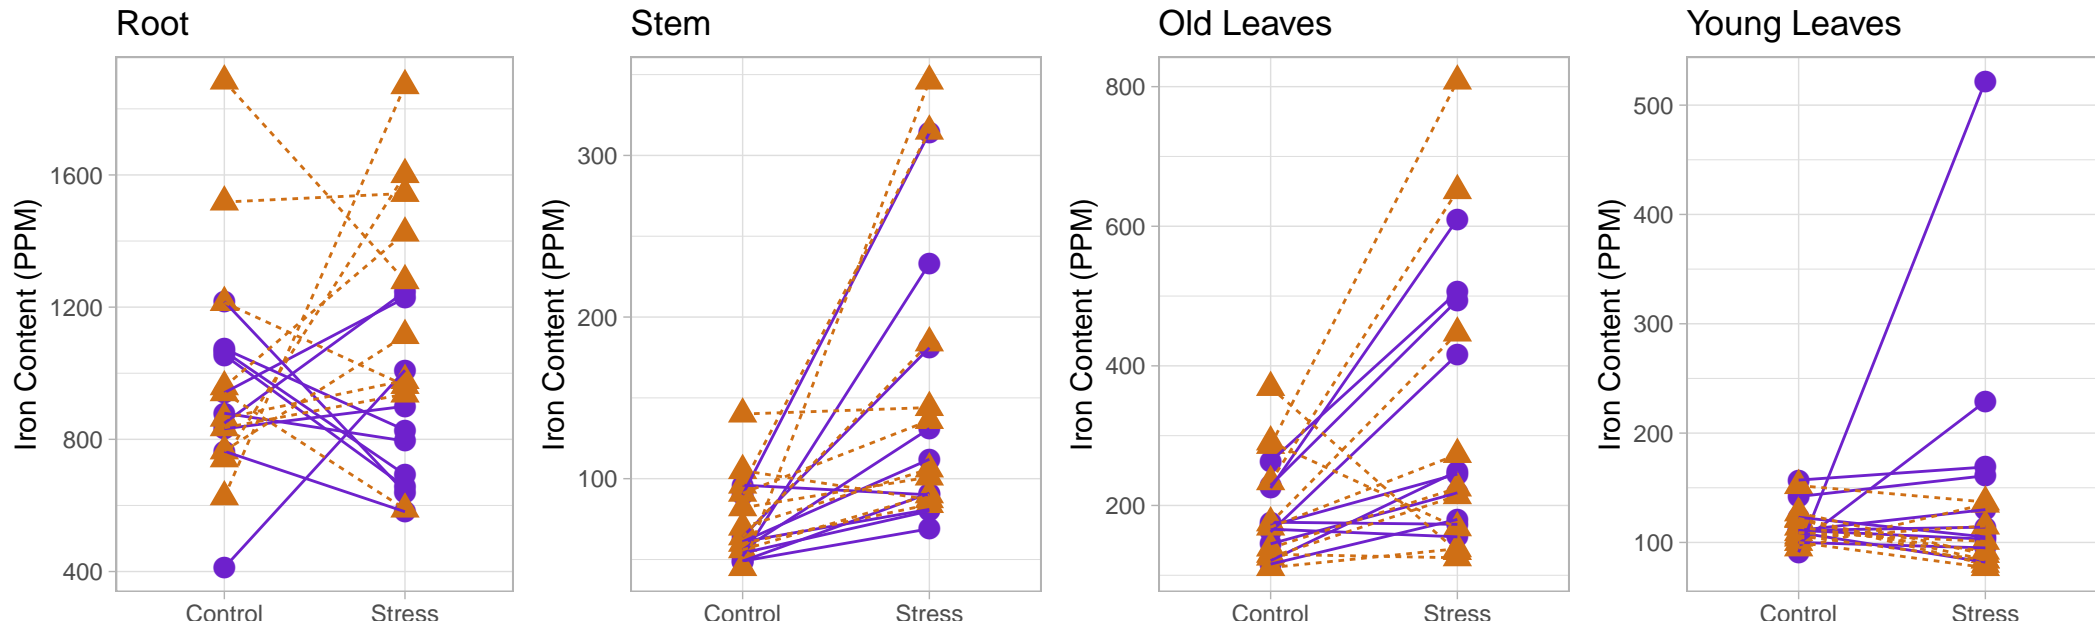 Root
Iron Content (PPM)
1600
1200
800
400
Control Stress
Stem
Iron Content (PPM)
300
200
100
Control Stress
Old Leaves
Iron Content (PPM)
800
600
400
200
Control Stress
Young Leaves
Iron Content (PPM)
500
400
300
200
100
Control Stress